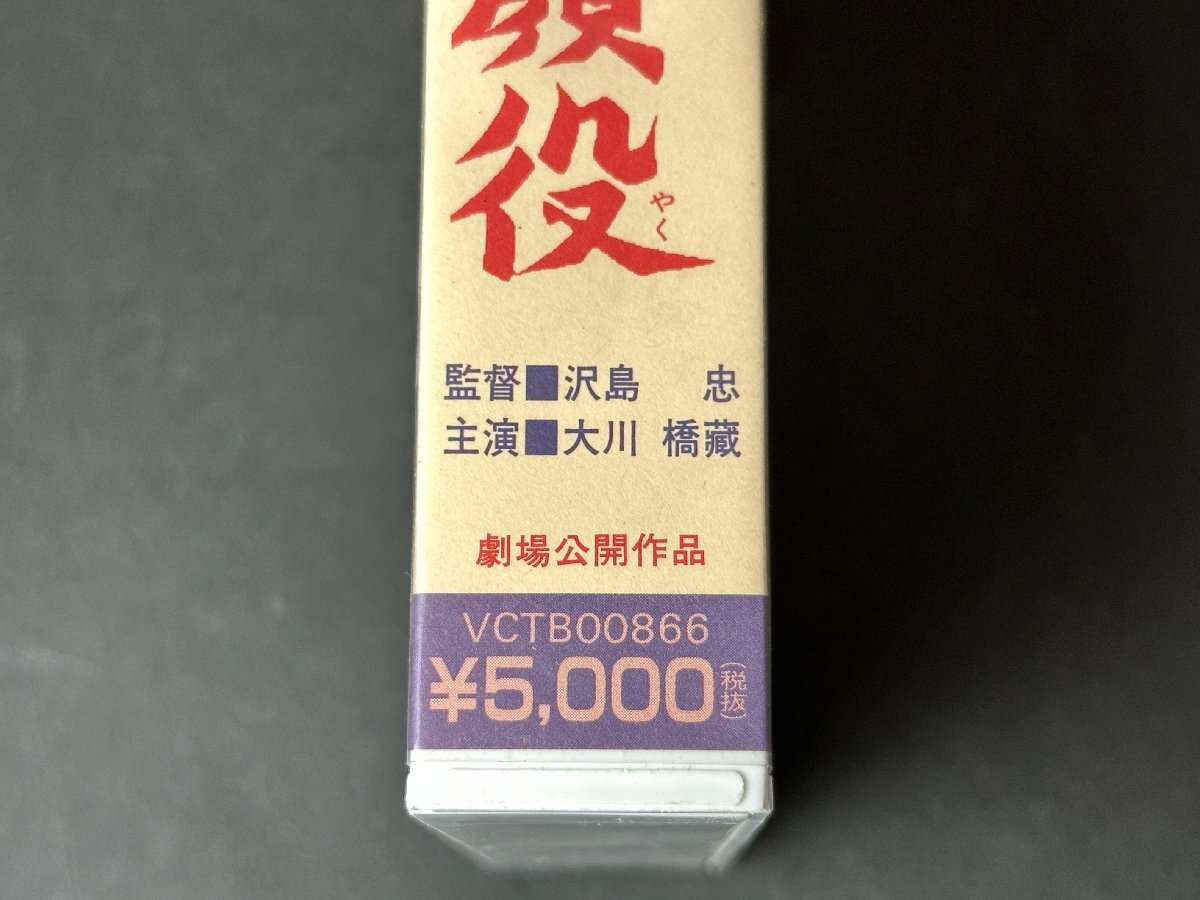 役
やく
監督■沢島 忠
主演■大川 橋藏
劇場公開作品
VCTB00866
¥5,000(税抜)